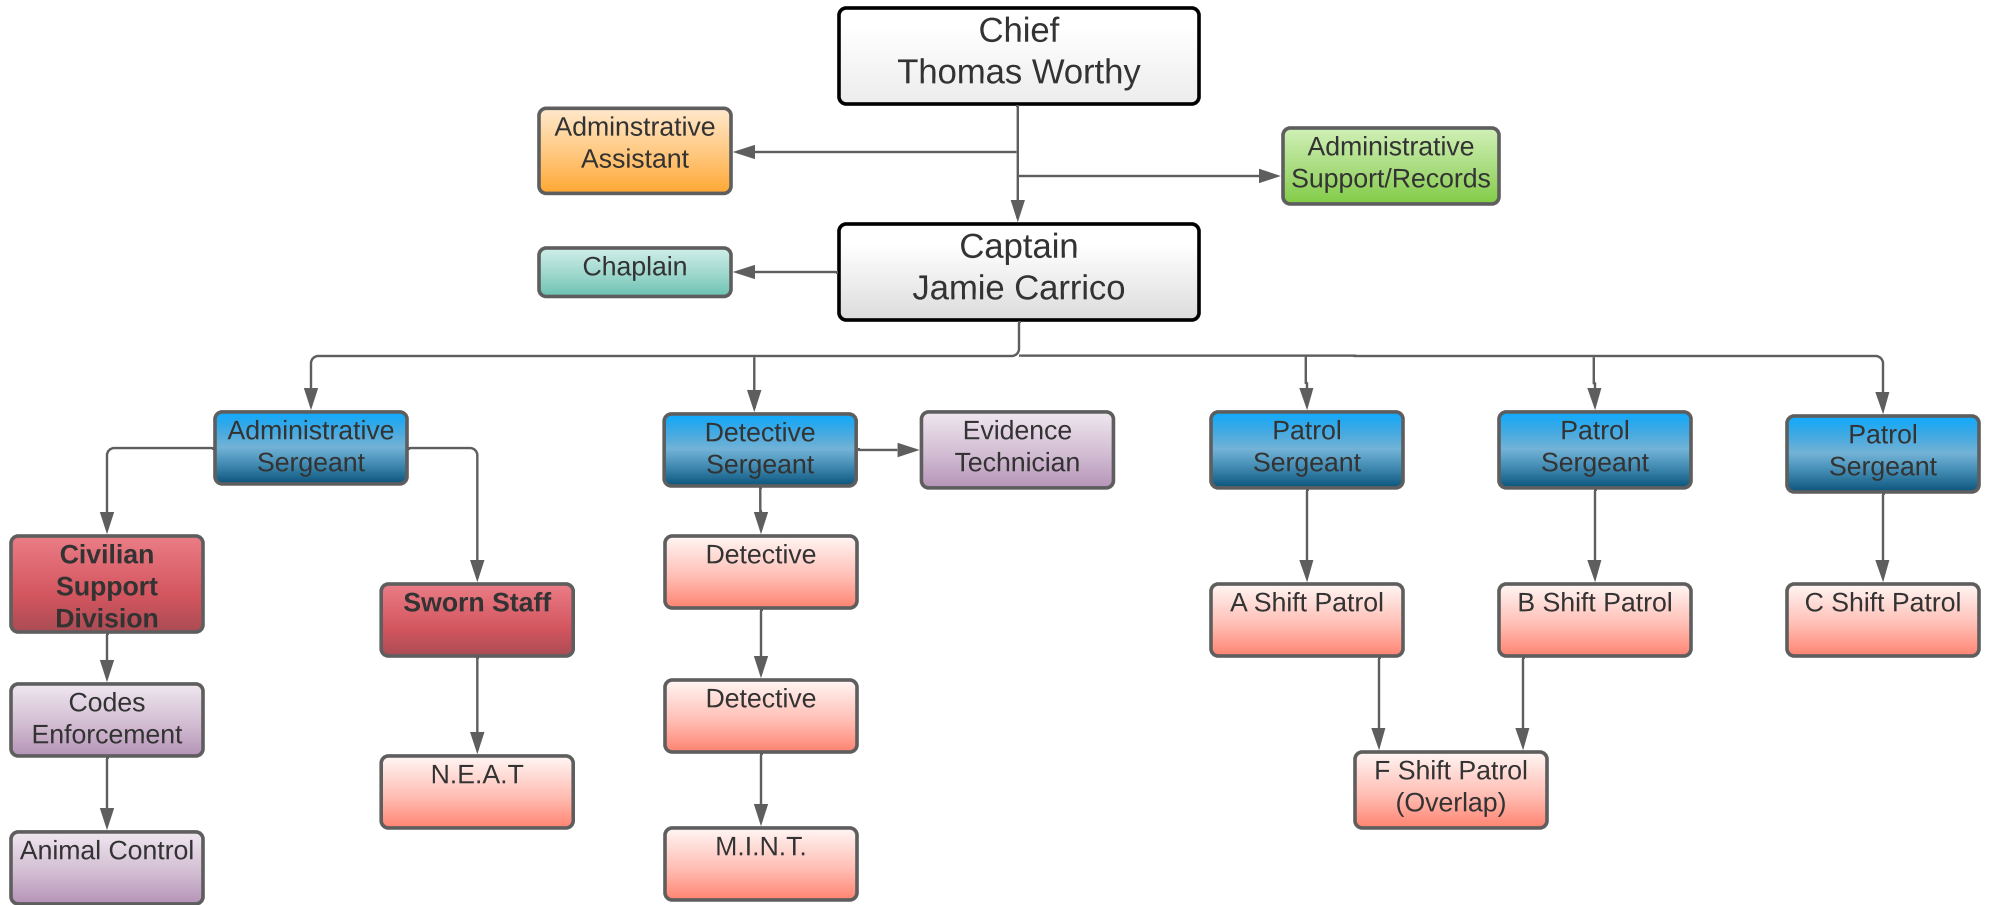 Chief
Thomas Worthy
Adminstrative
Assistant
Administrative
Support/Records
Captain
Jamie Carrico
Chaplain
Administrative
Sergeant
Detective
Sergeant
Evidence
Technician
Patrol
Sergeant
Patrol
Sergeant
Patrol
Sergeant
Civilian
Support
Division
Sworn Staff
Detective
A Shift Patrol
B Shift Patrol
C Shift Patrol
Codes
Enforcement
Detective
N.E.A.T
F Shift Patrol
(Overlap)
Animal Control
M.I.N.T.